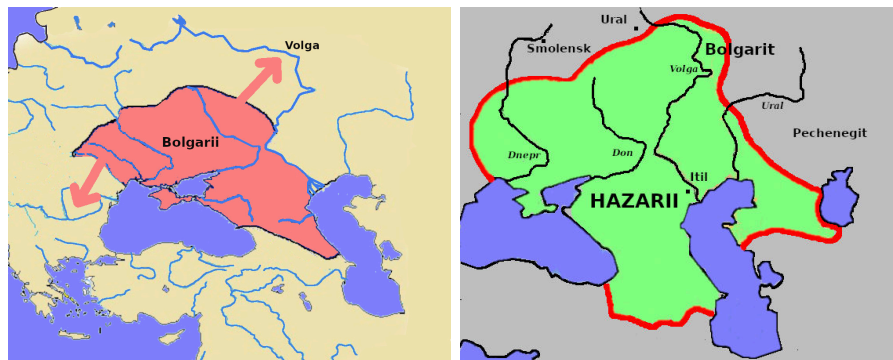 Volga
Bolgarii
Ural
Smolensk
Bolgarit
Volga
Ural
Pechenegit
Dnepr
Don
Itil
HAZARII